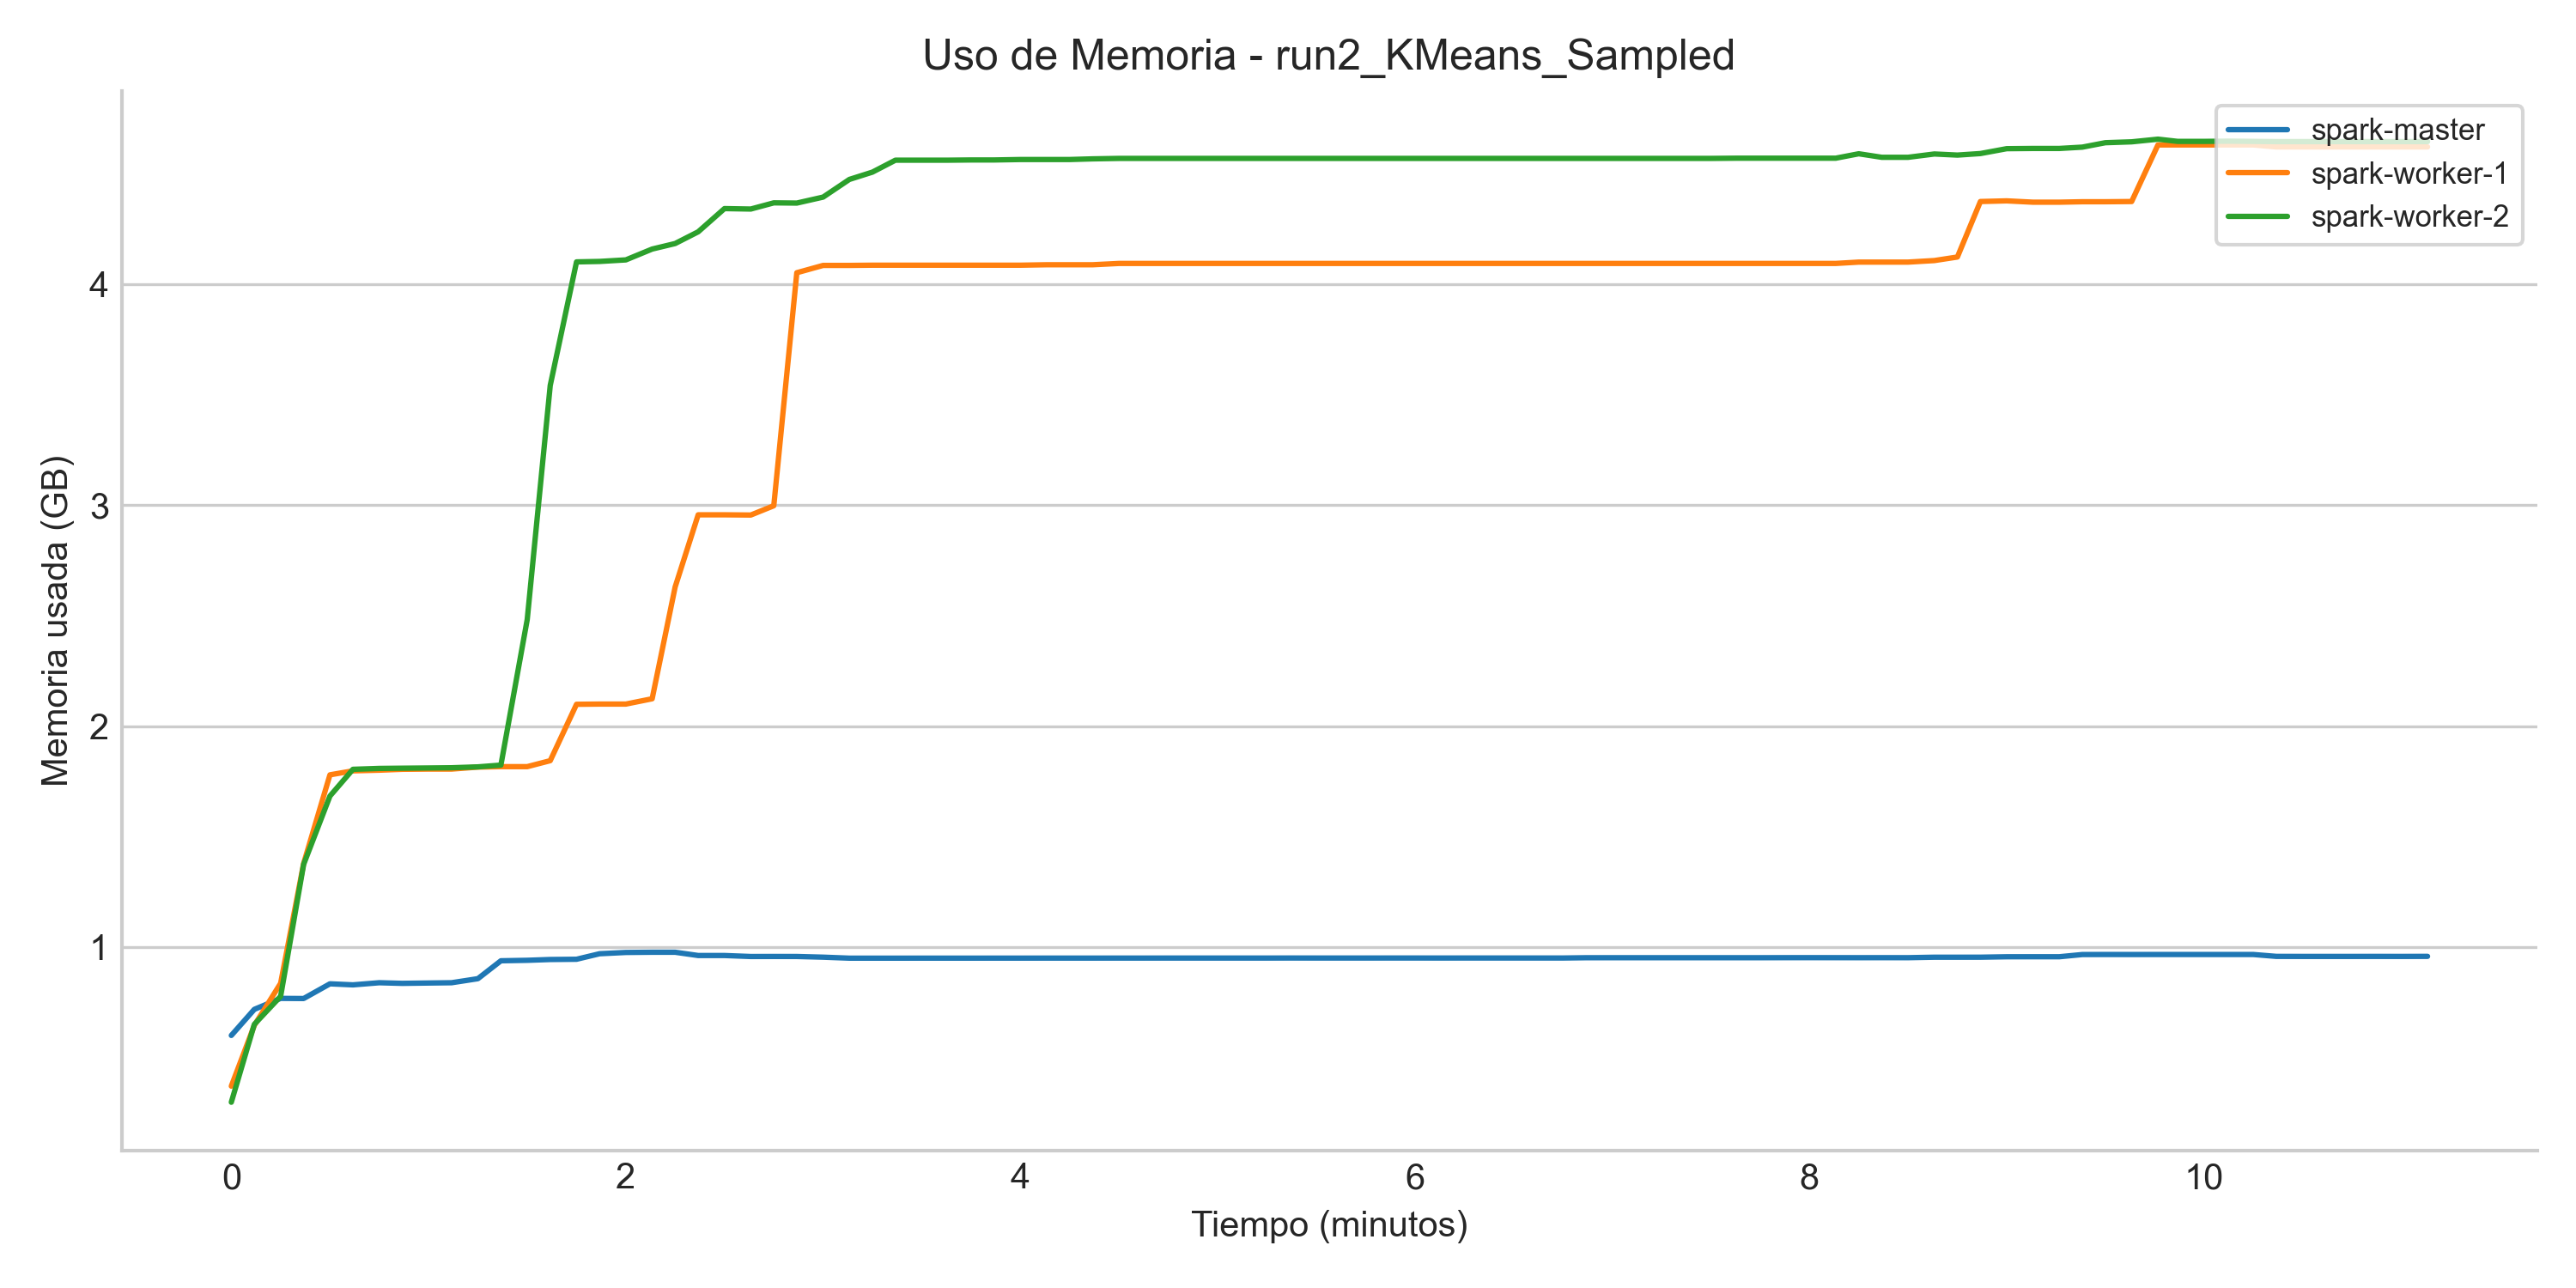 Uso de Memoria - run2_KMeans_Sampled
spark-master
spark-worker-1
spark-worker-2
Memoria usada (GB)
4
3
2
1
0 2 4 6 8 10
Tiempo (minutos)